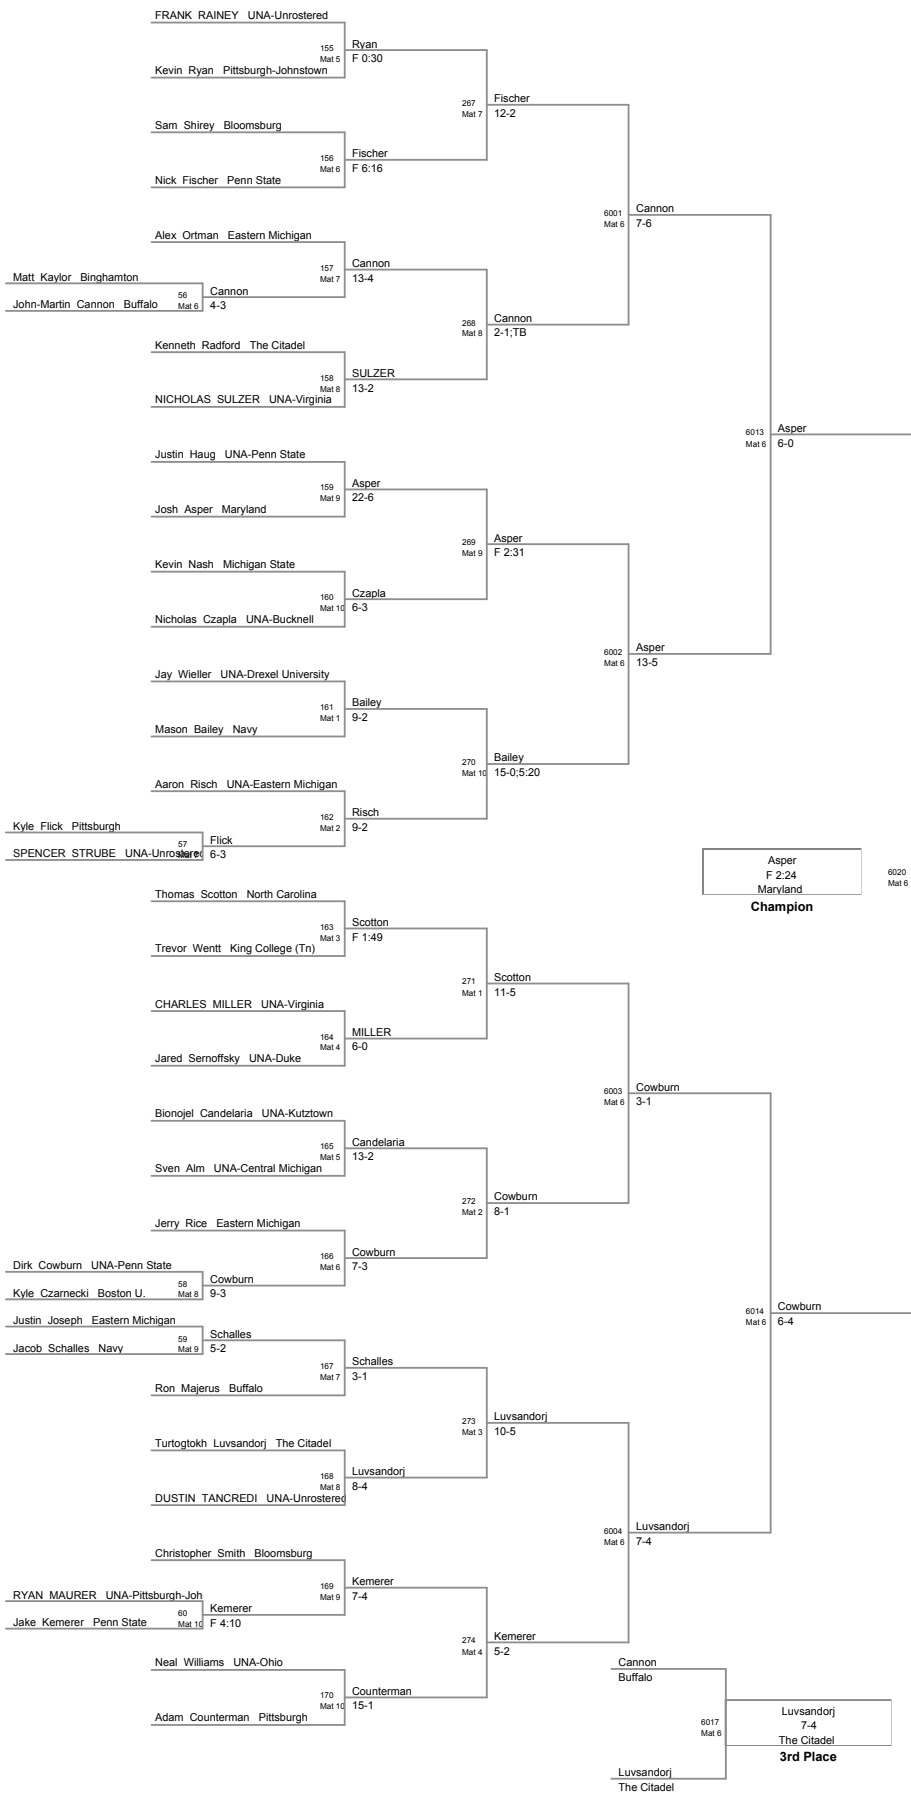 FRANK RAINEY UNA-Unrostered
155 Ryan
Mat 5 F 0:30
Kevin Ryan Pittsburgh-Johnstown
267 Fischer
Mat 7 12-2
Sam Shirey Bloomsburg
156 Fischer
Mat 6 F 6:16
Nick Fischer Penn State
6001 Cannon
Mat 6 7-6
Alex Ortman Eastern Michigan
157 Cannon
Mat 7 13-4
Matt Kaylor Binghamton
56 Cannon
Mat 6 4-3
John-Martin Cannon Buffalo
268 Cannon
Mat 8 2-1;TB
Kenneth Radford The Citadel
158 SULZER
Mat 8 13-2
NICHOLAS SULZER UNA-Virginia
6013 Asper
Mat 6 6-0
Justin Haug UNA-Penn State
159 Asper
Mat 9 22-6
Josh Asper Maryland
269 Asper
Mat 9 F 2:31
Kevin Nash Michigan State
160 Czapla
Mat 10 6-3
Nicholas Czapla UNA-Bucknell
6002 Asper
Mat 6 13-5
Jay Wieller UNA-Drexel University
161 Bailey
Mat 1 9-2
Mason Bailey Navy
270 Bailey
Mat 10 15-0;5:20
Aaron Risch UNA-Eastern Michigan
162 Risch
Mat 2 9-2
Kyle Flick Pittsburgh
57 Flick
6-3
SPENCER STRUBE UNA-Unrostered
Asper
F 2:24
Maryland
Champion
6020
Mat 6
Thomas Scotton North Carolina
163 Scotton
Mat 3 F 1:49
Trevor Wentt King College (Tn)
271 Scotton
Mat 1 11-5
CHARLES MILLER UNA-Virginia
164 MILLER
Mat 4 6-0
Jared Sernoffsky UNA-Duke
6003 Cowburn
Mat 6 3-1
Bionojel Candelaria UNA-Kutztown
165 Candelaria
Mat 5 13-2
Sven Alm UNA-Central Michigan
272 Cowburn
Mat 2 8-1
Jerry Rice Eastern Michigan
166 Cowburn
Mat 6 7-3
Dirk Cowburn UNA-Penn State
58 Cowburn
Mat 8 9-3
Kyle Czarnecki Boston U.
6014 Cowburn
Mat 6 6-4
Justin Joseph Eastern Michigan
59 Schalles
Mat 9 5-2
Jacob Schalles Navy
167 Schalles
Mat 7 3-1
Ron Majerus Buffalo
273 Luvsandorj
Mat 3 10-5
Turtogtokh Luvsandorj The Citadel
168 Luvsandorj
Mat 8 8-4
DUSTIN TANCREDI UNA-Unrostered
6004 Luvsandorj
Mat 6 7-4
Christopher Smith Bloomsburg
169 Kemerer
Mat 9 7-4
RYAN MAURER UNA-Pittsburgh-Joh
60 Kemerer
Mat 10 F 4:10
Jake Kemerer Penn State
274 Kemerer
Mat 4 5-2
Neal Williams UNA-Ohio
170 Counterman
Mat 10 15-1
Adam Counterman Pittsburgh
Cannon
Buffalo
6017
Mat 6
Luvsandorj
7-4
The Citadel
3rd Place
Luvsandorj
The Citadel